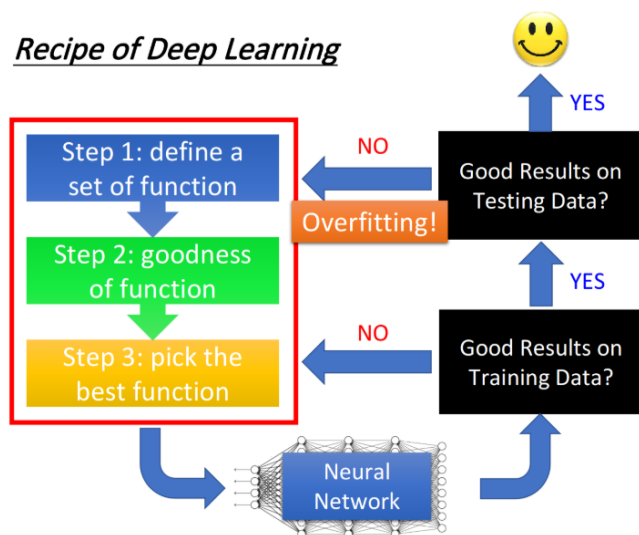 Recipe of Deep Learning
YES
Step 1: define a
set of function
NO
Good Results on
Testing Data?
Overfitting!
Step 2: goodness
of function
YES
Step 3: pick the
best function
NO
Good Results on
Training Data?
Neural
Network